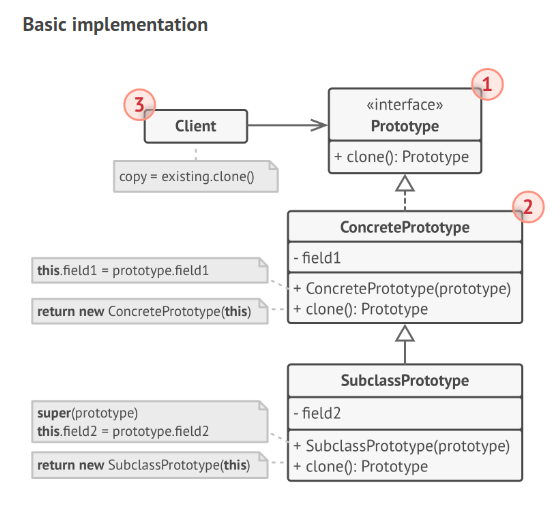 Basic implementation
1
3
«interface»
Client
Prototype
+ clone(): Prototype
copy = existing.clone()
2
ConcretePrototype
- field1
this.field1 = prototype.field1
+ ConcretePrototype(prototype)
return new ConcretePrototype(this)
+ clone(): Prototype
SubclassPrototype
- field2
super(prototype)
this.field2 = prototype.field2
+ SubclassPrototype(prototype)
return new SubclassPrototype(this)
+ clone(): Prototype